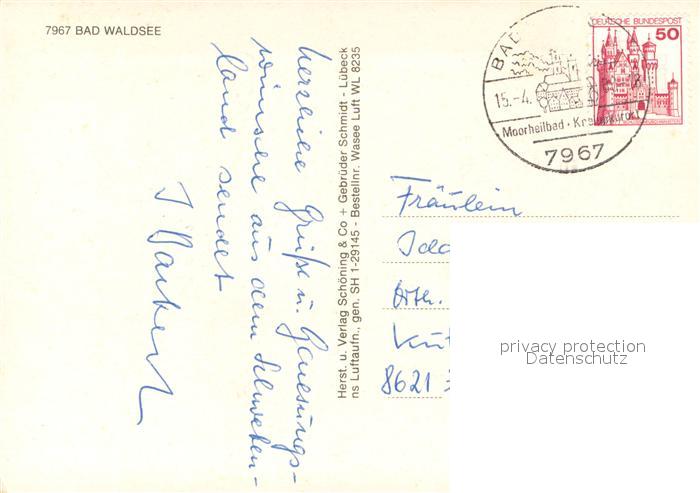 7967 BAD WALDSEE
herzliche Grüße u. Genesungs-
wünsche aus dem Schwaben-
land sendet
Herst. u. Verlag Schöning & Co + Gebrüder Schmidt - Lübeck
ns Luftaufn., gen. SH 1-29145 - Bestellnr. Wasee Luft WL 8235
DEUTSCHE BUNDESPOST
50
BAD
15.-4.
Moorheilbad · Kneippkurort
7967
Fräulein
Orth.
8621
privacy protection
Datenschutz